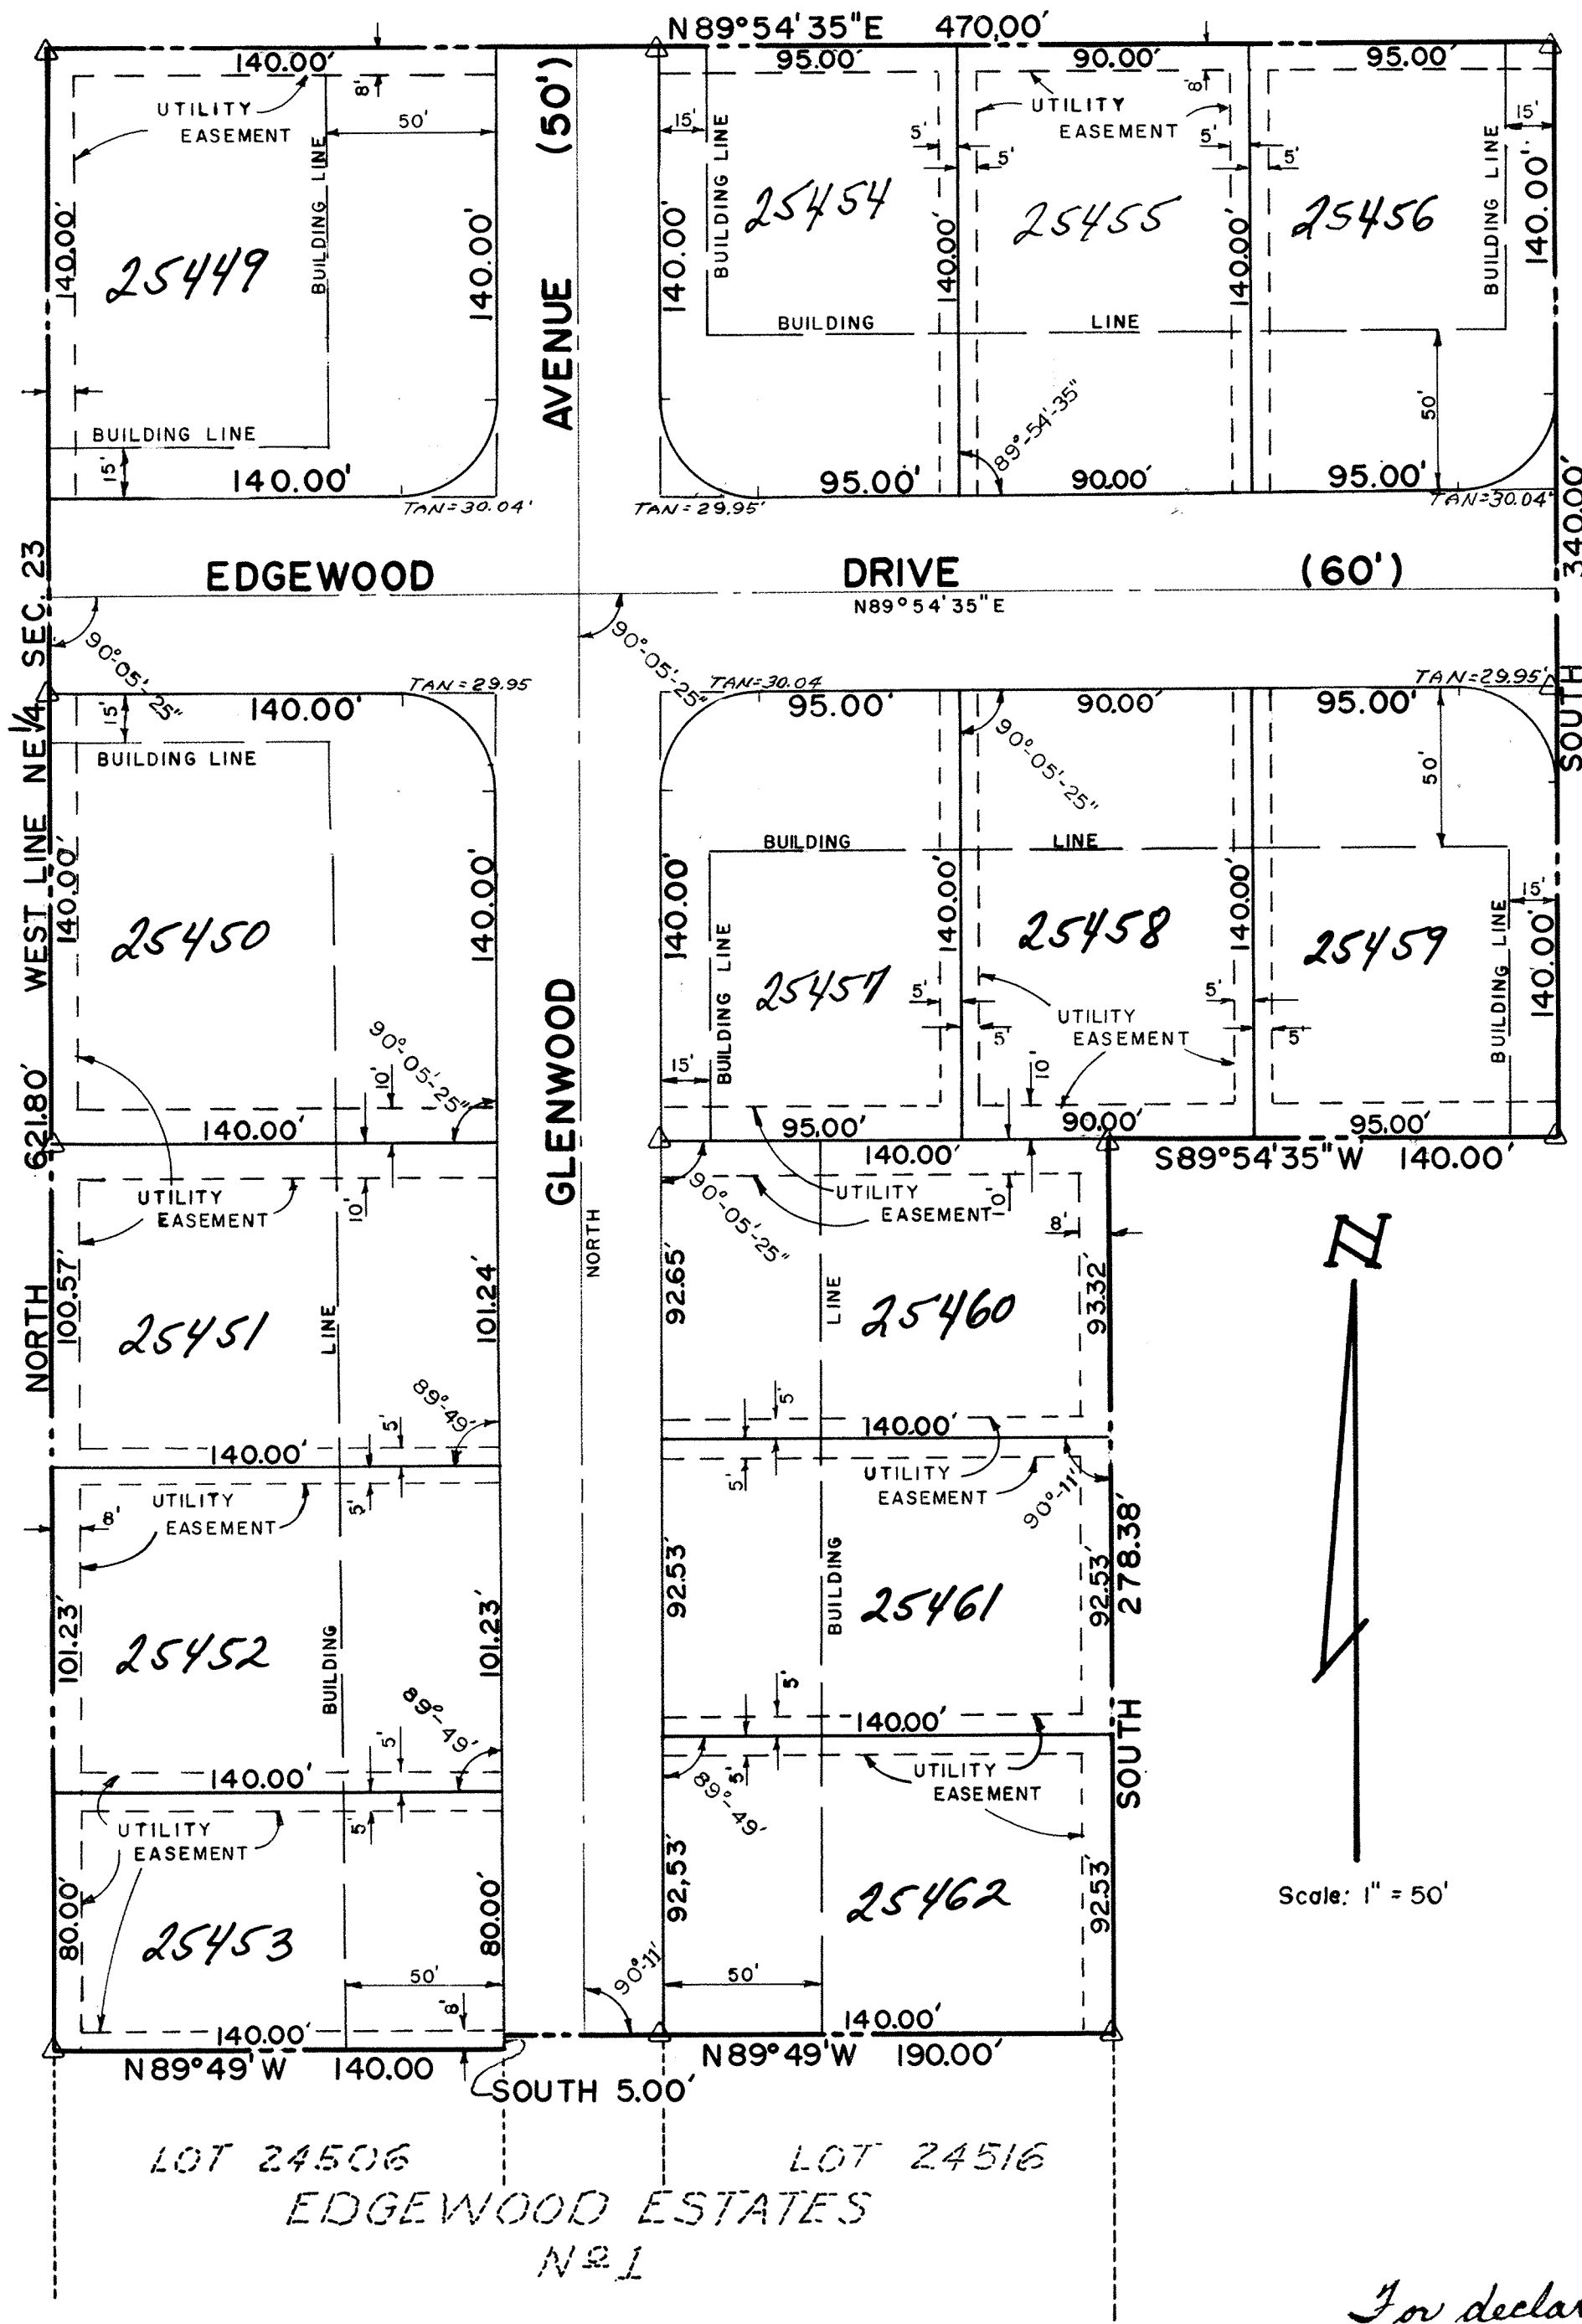 N89°54'35"E 470.00'
140.00'
95.00'
90.00'
95.00'
8'
UTILITY
EASEMENT
50'
BUILDING LINE
140.00'
140.00'
25449
BUILDING LINE
15'
140.00'
TAN=30.04'
AVENUE (50')
15'
BUILDING LINE
140.00'
25454
5'
5'
140.00'
UTILITY
EASEMENT
8'
25455
5'
5'
140.00'
25456
BUILDING LINE
15'
140.00'
BUILDING LINE
50'
89°-54'-35"
95.00'
90.00'
95.00'
TAN=29.95'
TAN=30.04'
EDGEWOOD DRIVE (60')
N89°54'35"E
340.00'
SOUTH
WEST LINE NE 1/4 SEC. 23
90°-05'-25"
90°-05'-25"
140.00'
TAN=29.95
TAN=30.04
95.00'
90.00'
95.00'
TAN=29.95'
15'
BUILDING LINE
90°-05'-25"
50'
140.00'
25450
140.00'
140.00'
BUILDING LINE
BUILDING LINE
25457
140.00'
5'
5'
25458
140.00'
5'
5'
25459
BUILDING LINE
15'
140.00'
UTILITY
EASEMENT
90°-05'-25"
10'
15'
10'
140.00'
95.00'
90.00'
95.00'
GLENWOOD
NORTH
NORTH 621.80'
S89°54'35"W 140.00'
UTILITY
EASEMENT
10'
140.00'
90°-05'-25"
UTILITY
EASEMENT
8'
100.57'
25451
LINE
101.24'
92.65'
LINE
25460
93.32'
89°-49'
5'
140.00'
5'
5'
140.00'
5'
UTILITY
EASEMENT
8'
UTILITY
EASEMENT
90°-11'
101.23'
25452
BUILDING
101.23'
92.53'
BUILDING
25461
92.53'
278.38'
SOUTH
89°-49'
5'
140.00'
5'
5'
140.00'
5'
89°-49'
UTILITY
EASEMENT
UTILITY
EASEMENT
80.00'
25453
80.00'
92.53'
25462
92.53'
50'
8'
90°-11'
50'
140.00'
140.00'
N89°49'W 140.00
N89°49'W 190.00'
SOUTH 5.00'
N
Scale: 1" = 50'
LOT 24506
LOT 24516
EDGEWOOD ESTATES
Nº 1
For declar